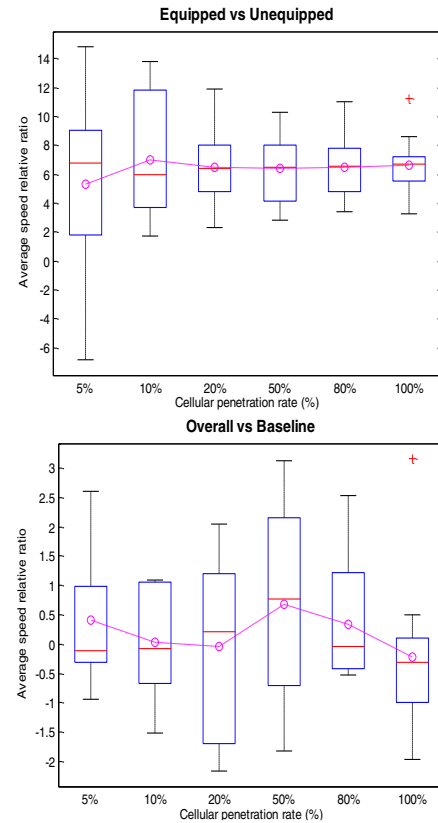 Equipped vs Unequipped
14
12
10
8
6
4
2
0
-2
-4
-6
Average speed relative ratio
5% 10% 20% 50% 80% 100%
Cellular penetration rate (%)
Overall vs Baseline
3
2.5
2
1.5
1
0.5
0
-0.5
-1
-1.5
-2
Average speed relative ratio
5% 10% 20% 50% 80% 100%
Cellular penetration rate (%)